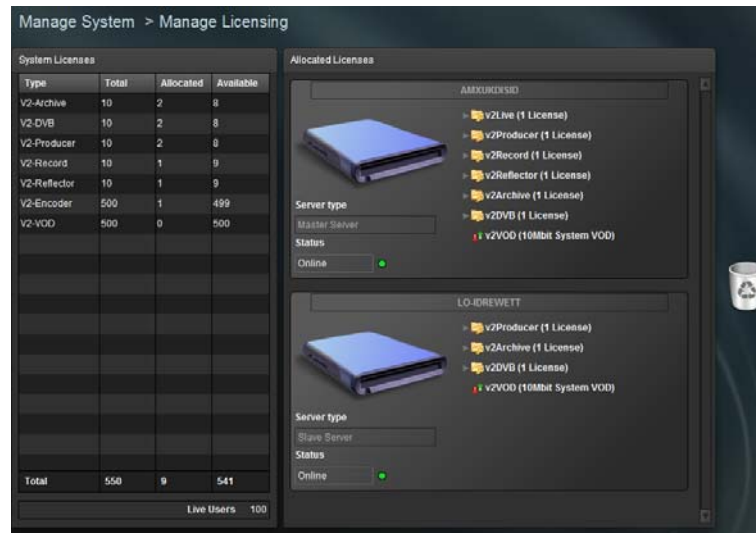 Manage System > Manage Licensing
System Licenses
Type Total Allocated Available
V2-Archive 10 2 8
V2-DVB 10 2 8
V2-Producer 10 2 8
V2-Record 10 1 9
V2-Reflector 10 1 9
V2-Encoder 500 1 499
V2-VOD 500 0 500
Total 550 9 541
Live Users 100
Allocated Licenses
AMXUKDISID
v2Live (1 License)
v2Producer (1 License)
v2Record (1 License)
v2Reflector (1 License)
v2Archive (1 License)
v2DVB (1 License)
v2VOD (10Mbit System VOD)
Server type
Master Server
Status
Online
LO-IDREWETT
v2Producer (1 License)
v2Archive (1 License)
v2DVB (1 License)
v2VOD (10Mbit System VOD)
Server type
Slave Server
Status
Online